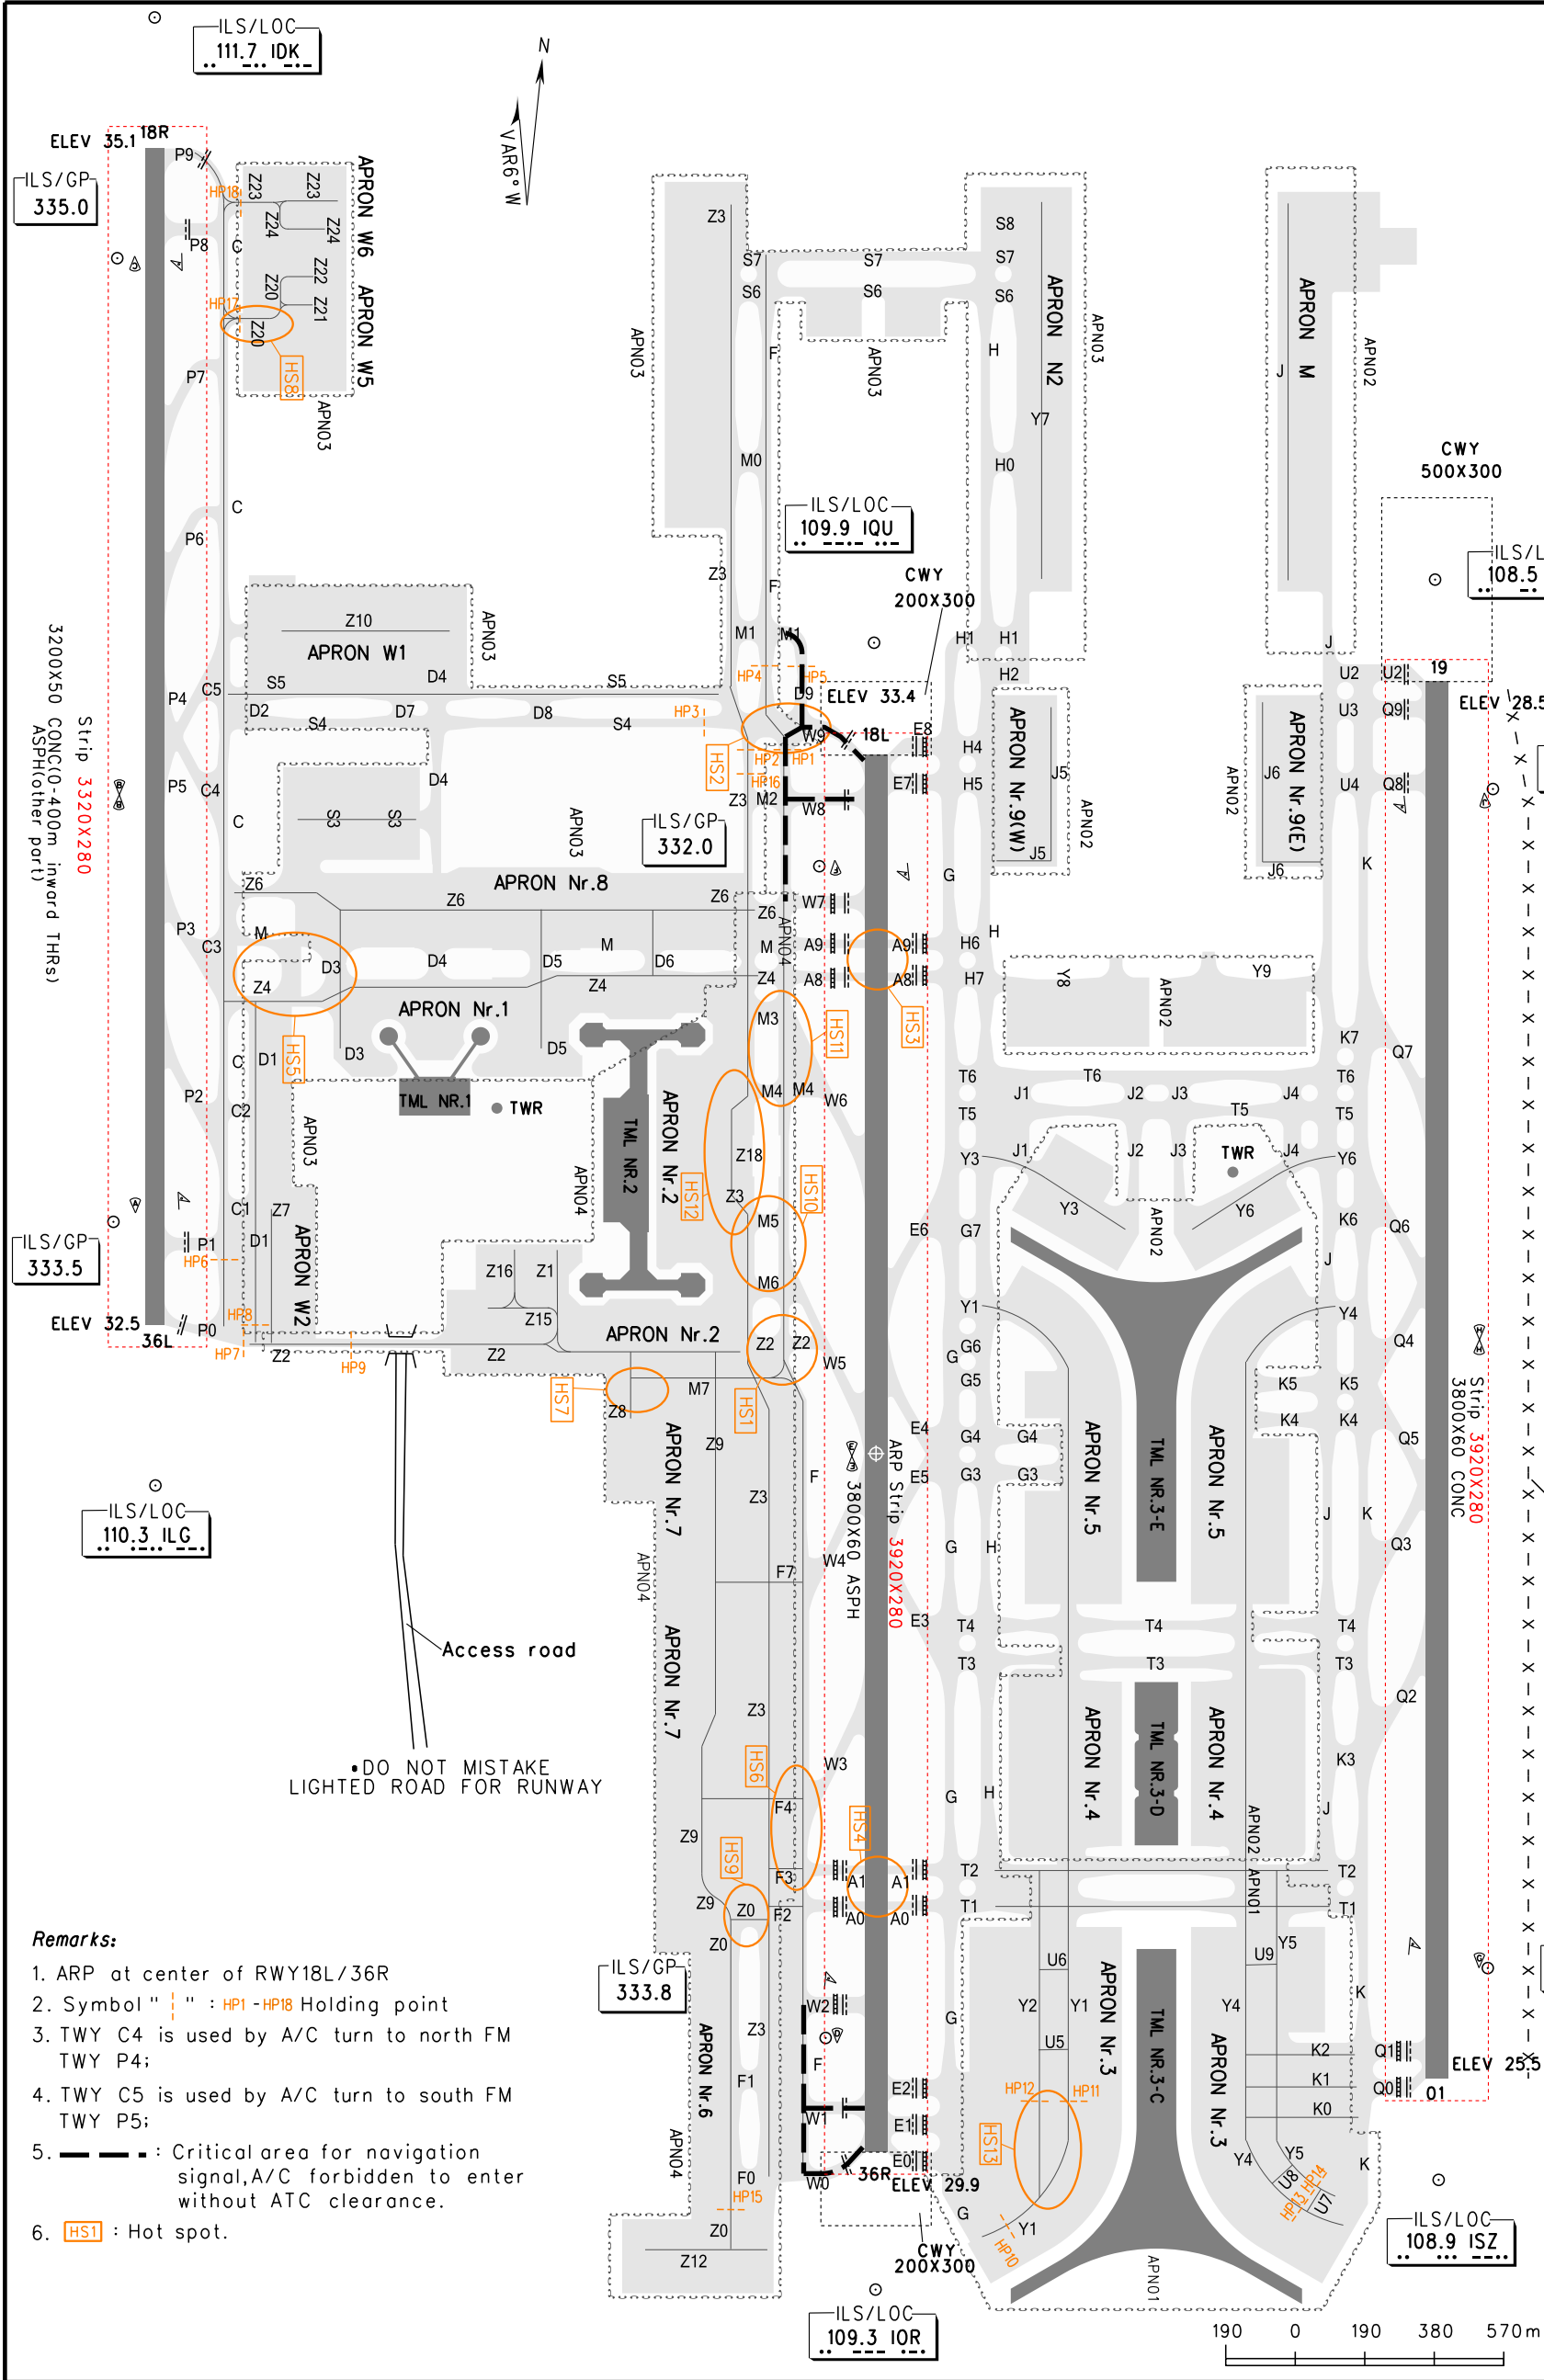 ILS/LOC
111.7 IDK
N
VAR6° W
ELEV 35.1
18R
P9
ILS/GP
335.0
HP18
Z23
Z23
Z24
Z24
APRON W6
P8
C
Z22
Z20
Z21
APRON W5
HP17
Z20
HS8
P7
APN03
C
P6
Z3
S7
S7
S6
S6
S8
S7
S6
APRON N2
APN03
APRON M
APN02
J
APN03
APN03
F
H
Y7
M0
H0
CWY
500X300
ILS/LOC
109.9 IQU
CWY
200X300
ILS/L
108.5
Z3
F
Z10
APRON W1
APN03
M1
M1
H1
H1
H2
J
S5
D4
S5
C5
P4
D2
D7
D8
S4
S4
HP4
HP5
D9
HP3
ELEV 33.4
18L
E8
W9
HS2
HP2
HP1
HP16
H4
H5
E7
APRON Nr.9(W)
J5
J5
APN02
APN02
J6
J6
APRON Nr.9(E)
U2
U2
U3
Q9
U4
Q8
19
ELEV 28.5
3200X50 CONC(0-400m inward THRs)
ASPH(other part)
Strip 3320X280
P5
C4
C
D4
S3
S3
APN03
Z3
M2
W8
ILS/GP
332.0
G
K
APRON Nr.8
Z6
Z6
Z6
Z6
APN04
W7
P3
C3
M
M
M
D3
D4
D5
D6
Z4
Z4
Z4
A9
A9
A8
A8
H6
H7
H
HS3
Y8
Y9
APN02
APRON Nr.1
M3
HS11
HS5
C
D1
D3
D5
K7
Q7
P2
C2
TML NR.1
TWR
M4
M4
W6
T6
T6
T6
T5
T5
T5
J1
J2
J3
J4
J1
J2
J3
J4
APN03
TML NR.2
APRON Nr.2
APN04
Z18
HS12
Z3
HS10
M5
M6
Y3
Y3
TWR
Y6
Y6
APN02
C1
Z7
D1
P1
HP6
APRON W2
ILS/GP
333.5
E6
G7
K6
Q6
J
Z16
Z1
Z15
ELEV 32.5
36L
P0
HP8
HP7
Z2
HP9
Z2
APRON Nr.2
Z2
Z2
W5
Y1
Y4
G6
G
G5
Q4
K5
K5
K4
K4
HS7
Z8
M7
HS1
Z9
E4
G4
G4
E5
G3
G3
Q5
Strip 3920X280
3800X60 CONC
ARP Strip 3920X280
3800X60 ASPH
APRON Nr.5
TML NR.3-E
APRON Nr.5
ILS/LOC
110.3 ILG
APRON Nr.7
Z3
F
W4
F7
G
H
J
K
Q3
APN04
Access road
APRON Nr.7
E3
T4
T4
T4
T3
T3
T3
Q2
Z3
•DO NOT MISTAKE
LIGHTED ROAD FOR RUNWAY
HS6
W3
F4
HS4
G
H
APRON Nr.4
TML NR.3-D
APRON Nr.4
K3
J
APN02
APN01
Z9
HS9
F3
A1
A1
T2
T2
Z9
Z0
F2
A0
A0
T1
T1
Z0
U6
U9
Y5
ILS/GP
333.8
W2
Z3
G
Y2
Y1
APRON Nr.3
TML NR.3-C
Y4
APRON Nr.3
K
U5
K2
K1
K0
Q1
Q0
ELEV 25.5
01
F
APRON Nr.6
F1
E2
W1
E1
HP12
HP11
HS13
E0
36R
W0
ELEV 29.9
APN04
F0
HP15
Z0
Z12
G
Y1
HP10
Y4
Y5
U8
U7
HP13
HP14
K
APN01
CWY
200X300
ILS/LOC
108.9 ISZ
ILS/LOC
109.3 IOR
190 0 190 380 570m
Remarks:
1. ARP at center of RWY18L/36R
2. Symbol " ¦ " : HP1 -HP18 Holding point
3. TWY C4 is used by A/C turn to north FM
TWY P4;
4. TWY C5 is used by A/C turn to south FM
TWY P5;
5. : Critical area for navigation
signal,A/C forbidden to enter
without ATC clearance.
6. HS1 : Hot spot.